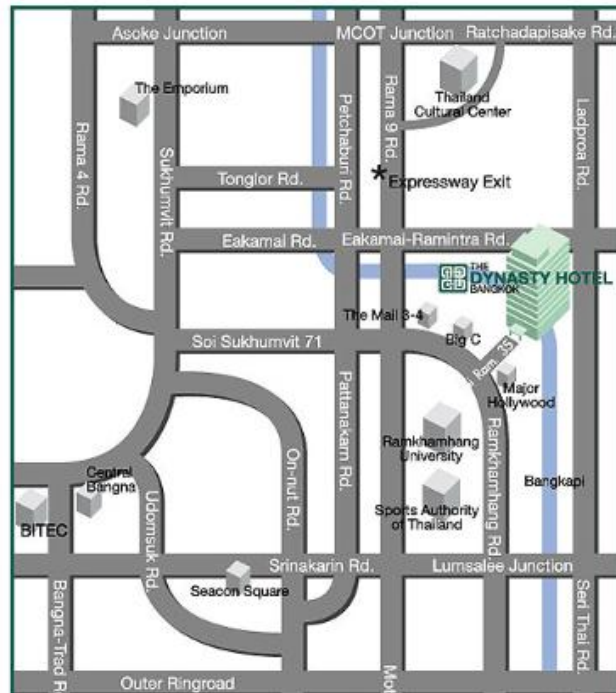 Asoke Junction
MCOT Junction
Ratchadapisake Rd.
The Emporium
Thailand
Cultural Center
Rama 4 Rd.
Sukhumvit Rd.
Petchaburi Rd.
Rama 9 Rd.
Ladproa Rd.
Tonglor Rd.
* Expressway Exit
Eakamai Rd.
Eakamai-Ramintra Rd.
THE
DYNASTY HOTEL
BANGKOK
The Mail 3-4
Big C
Soi Sukhumvit 71
Ram 35
Major
Hollywood
Pattanakarn Rd.
Ramkhamhang
University
Ramkhamhang Rd.
On-nut Rd.
Central
Bangna
Bangkapi
Sports Authority
of Thailand
BITEC
Udomsuk Rd.
Srinakarin Rd.
Lumsalee Junction
Seacon Square
Bangna-Trad
Seri Thai Rd.
Outer Ringroad